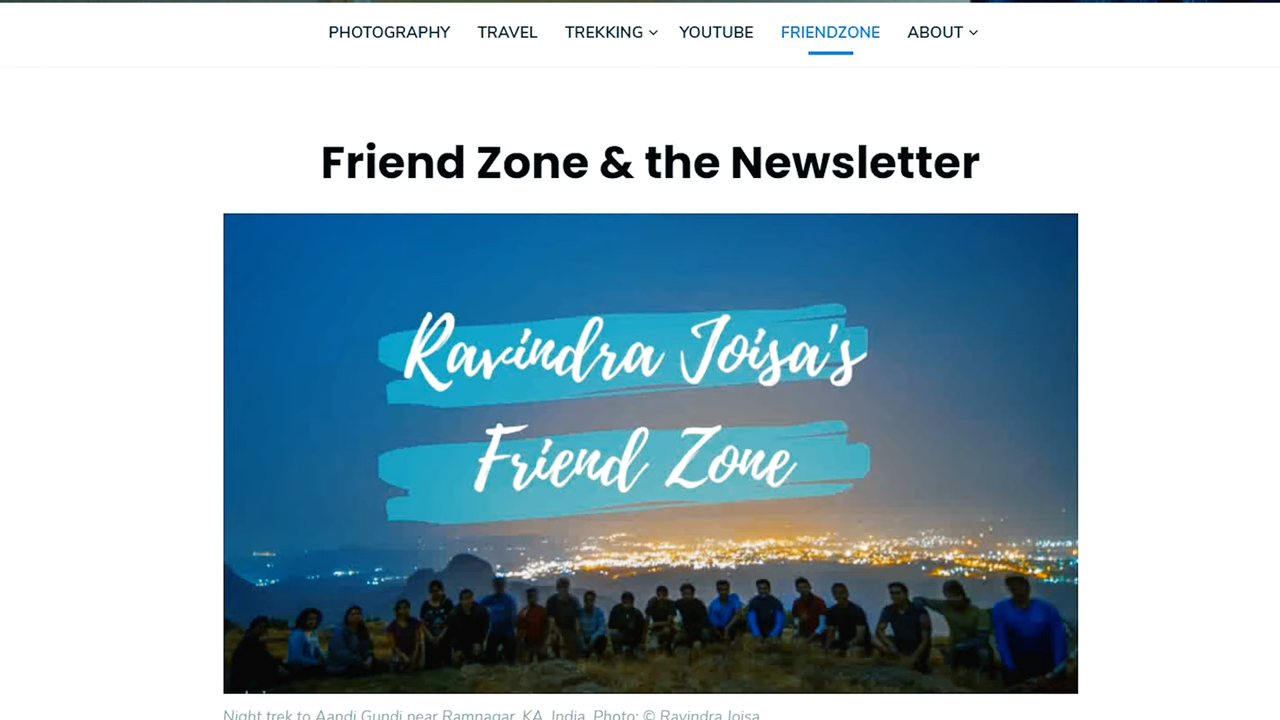 PHOTOGRAPHY TRAVEL TREKKING YOUTUBE FRIENDZONE ABOUT
Friend Zone & the Newsletter
Ravindra Joisa's
Friend Zone
Night trek to Aandi Gundi near Ramnagar, KA, India. Photo: © Ravindra Joisa